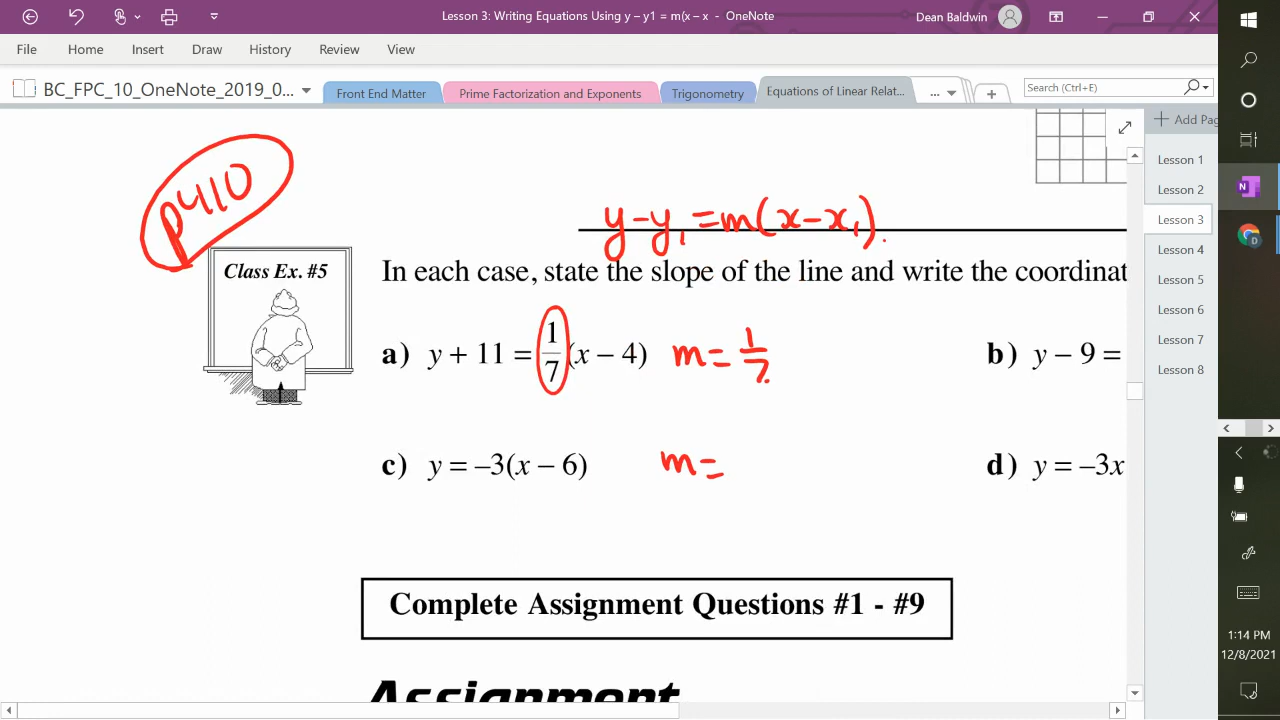 Lesson 3: Writing Equations Using y – y1 = m(x – x - OneNote
Dean Baldwin
File Home Insert Draw History Review View
BC_FPC_10_OneNote_2019_0...
Front End Matter
Prime Factorization and Exponents
Trigonometry
Equations of Linear Relat...
...
Search (Ctrl+E)
Add Pag
Lesson 1
Lesson 2
Lesson 3
Lesson 4
Lesson 5
Lesson 6
Lesson 7
Lesson 8
p410
y-y₁ = m(x-x₁).
Class Ex. #5
In each case, state the slope of the line and write the coordinat
a) y + 11 = 1/7 (x – 4) m = 1/7
b) y – 9 =
c) y = –3(x – 6) m =
d) y = –3x
Complete Assignment Questions #1 - #9
Assignment
N
D
1:14 PM
12/8/2021